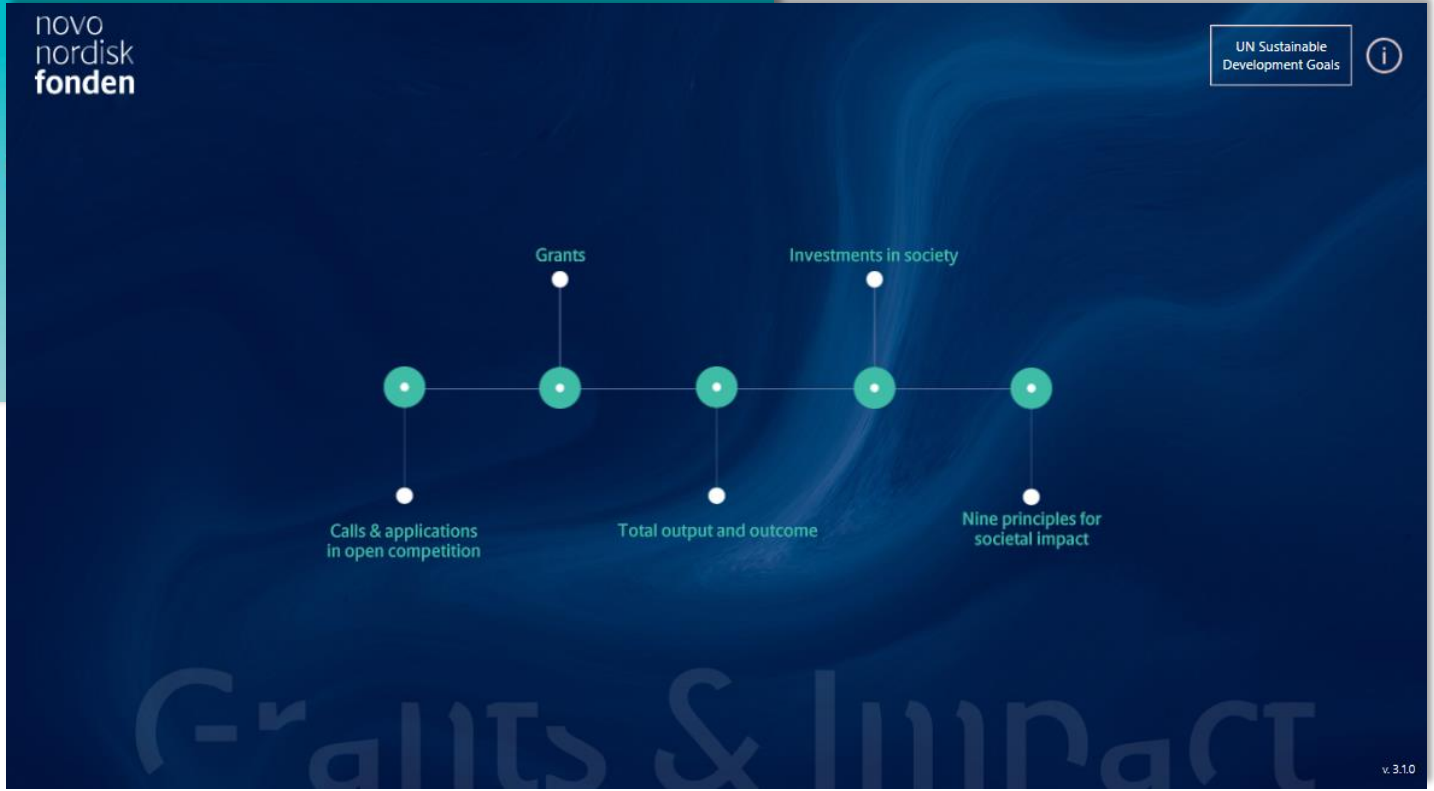 novo
nordisk
fonden
UN Sustainable
Development Goals
i
Grants
Investments in society
Calls & applications
in open competition
Total output and outcome
Nine principles for
societal impact
Grants & Impact
v. 3.1.0